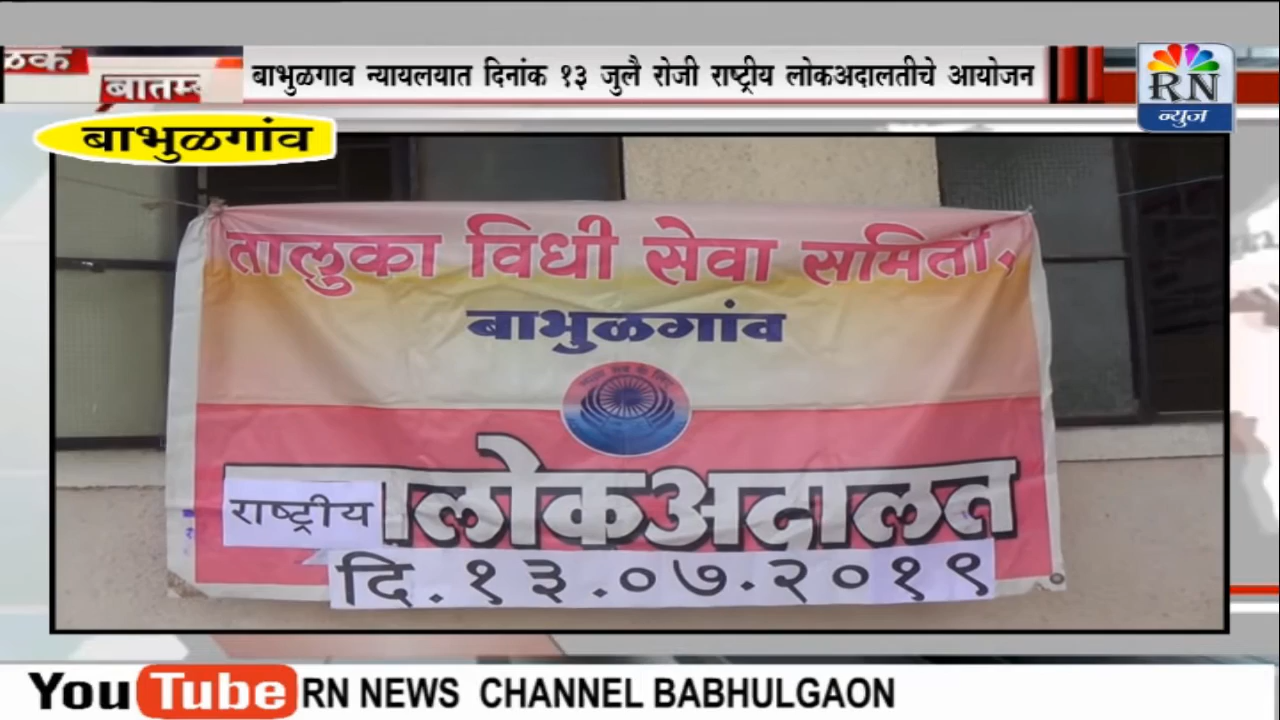 ळक
बातम्
बाभुळगाव न्यायलयात दिनांक १३ जुलै रोजी राष्ट्रीय लोकअदालतीचे आयोजन
RN
न्युज
बाभुळगांव
तालुका विधी सेवा समिती,
बाभुळगांव
राष्ट्रीय लोकअदालत
दि.१३.०७.२०१९
YouTube RN NEWS CHANNEL BABHULGAON